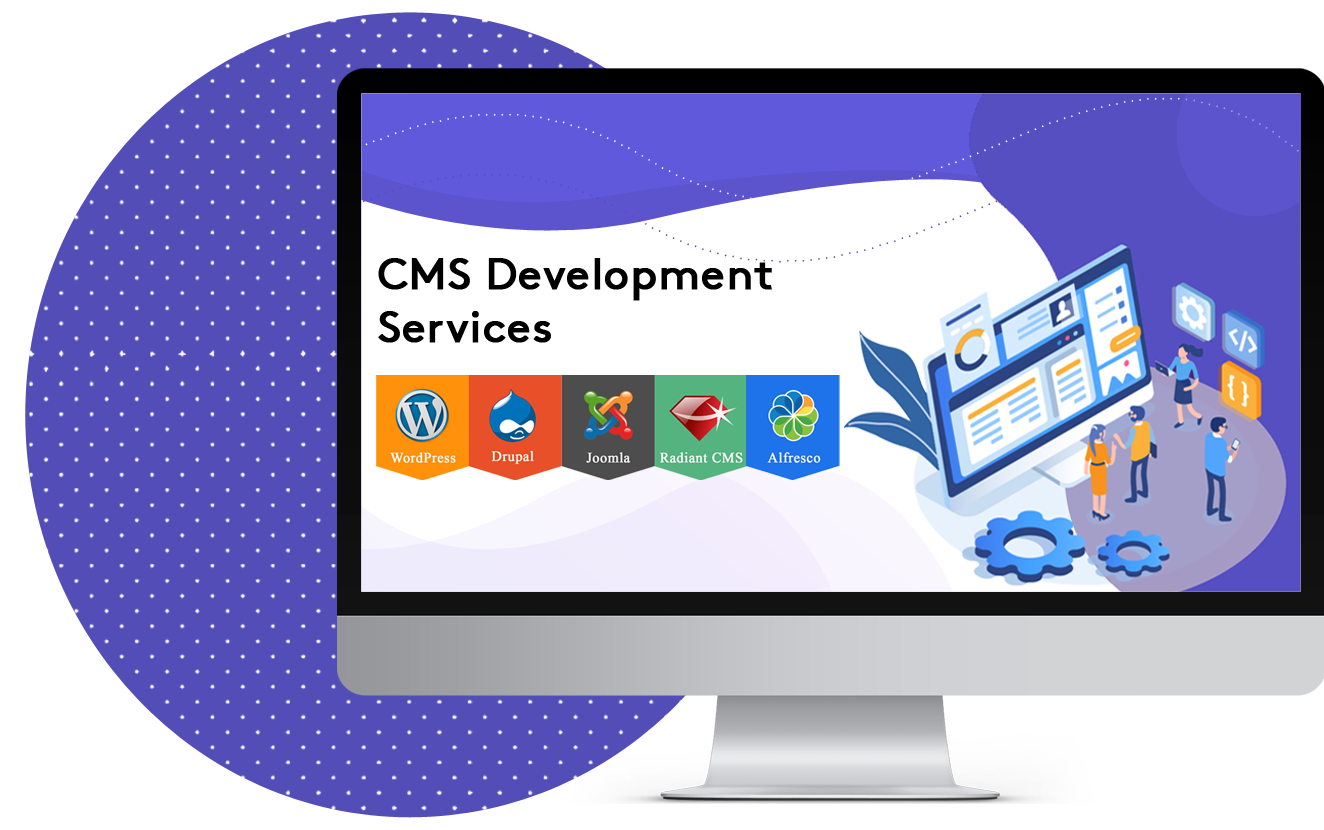 CMS Development
Services
WordPress
Drupal
Joomla
Radiant CMS
Alfresco